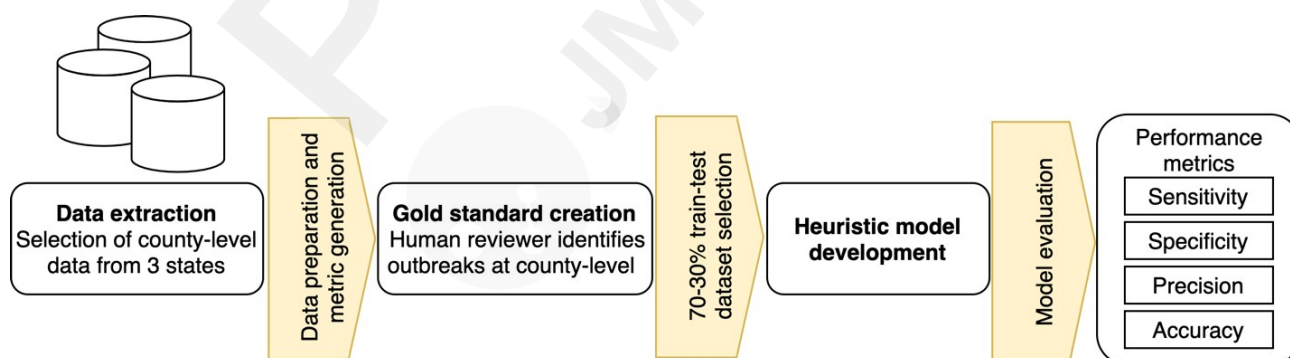 Data extraction
Selection of county-level
data from 3 states
Data preparation and
metric generation
Gold standard creation
Human reviewer identifies
outbreaks at county-level
70-30% train-test
dataset selection
Heuristic model
development
Model evaluation
Performance
metrics
Sensitivity
Specificity
Precision
Accuracy
P
JM